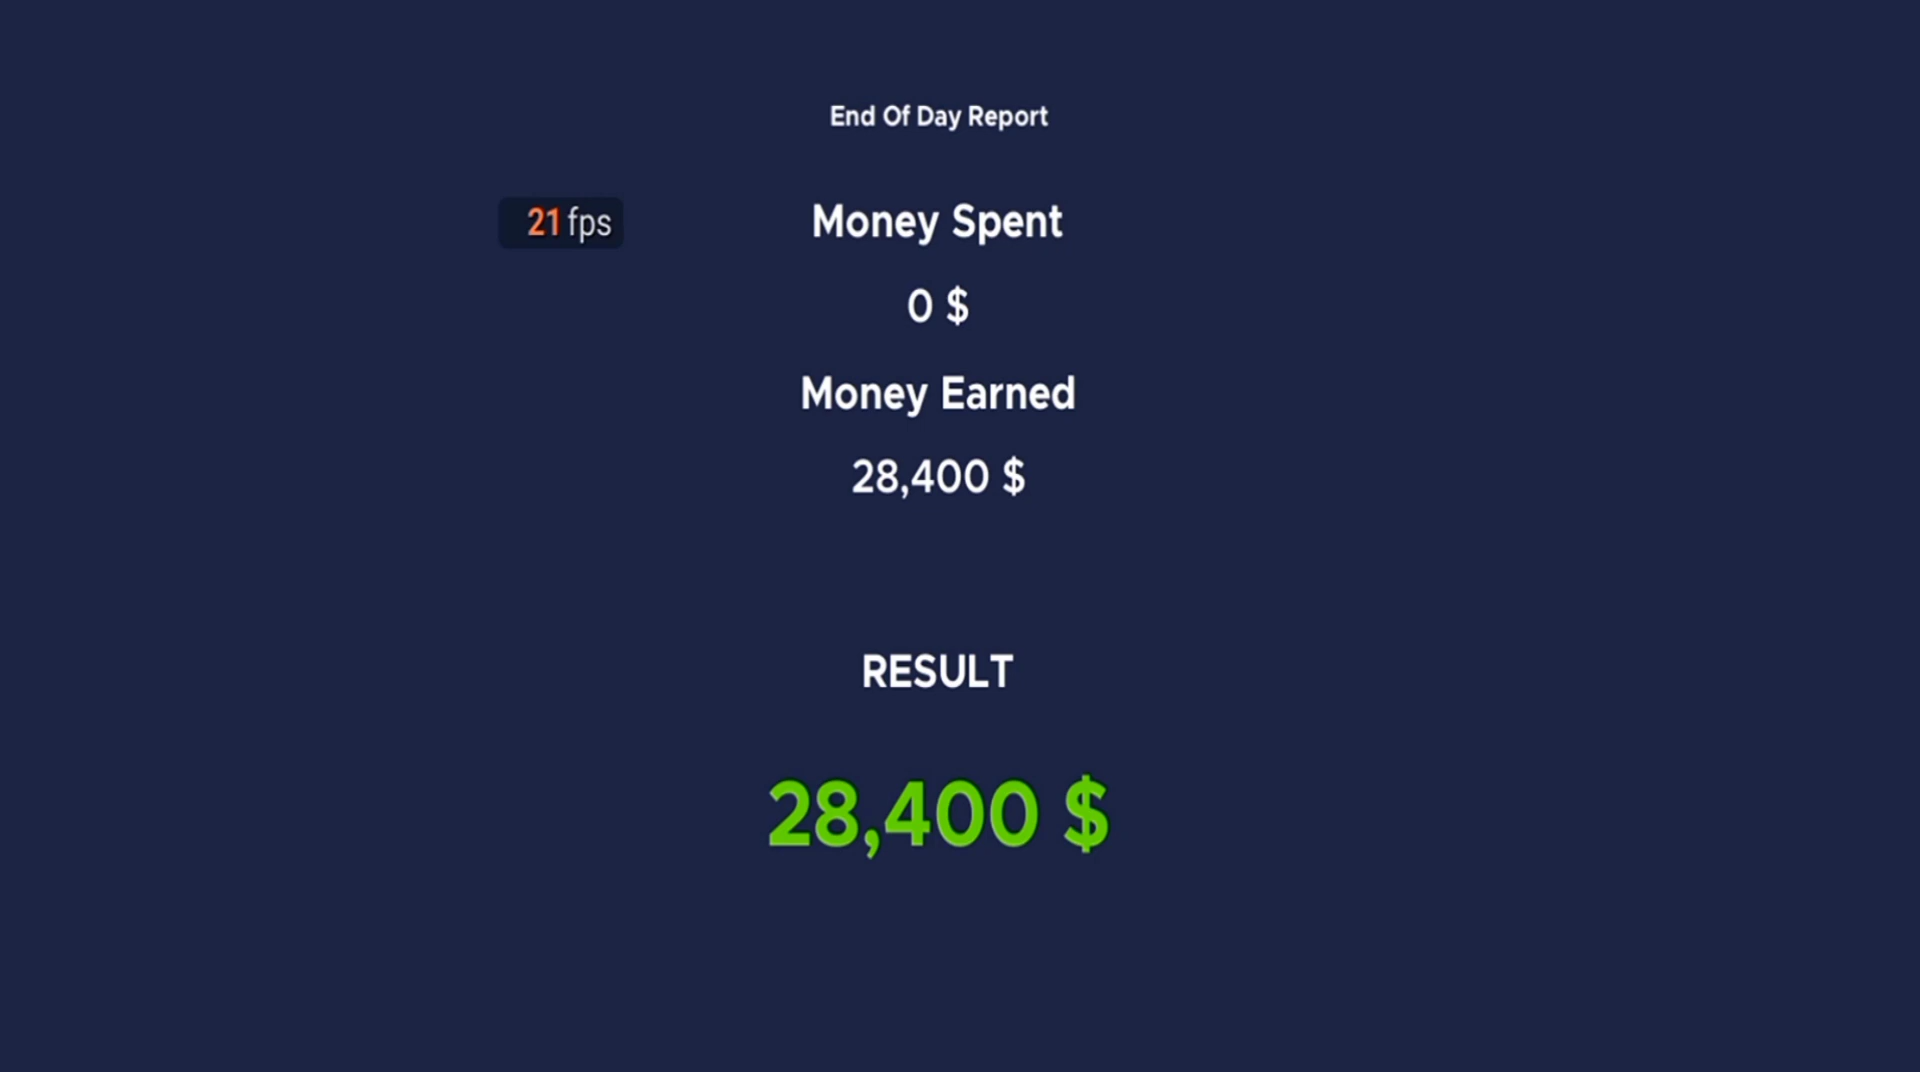 End Of Day Report
21 fps
Money Spent
0 $
Money Earned
28,400 $
RESULT
28,400 $